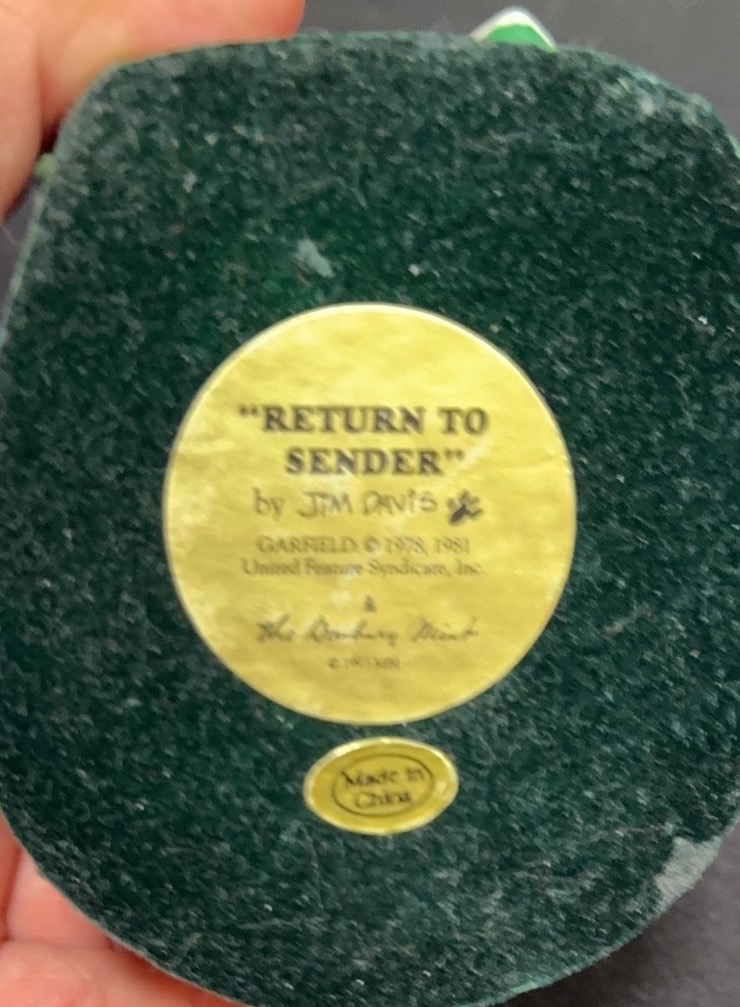 "RETURN TO
SENDER"
by JIM DAVIS
GARFIELD: © 1978, 1981
United Feature Syndicate, Inc.
&
the Danbury Mint
©
Made in
China